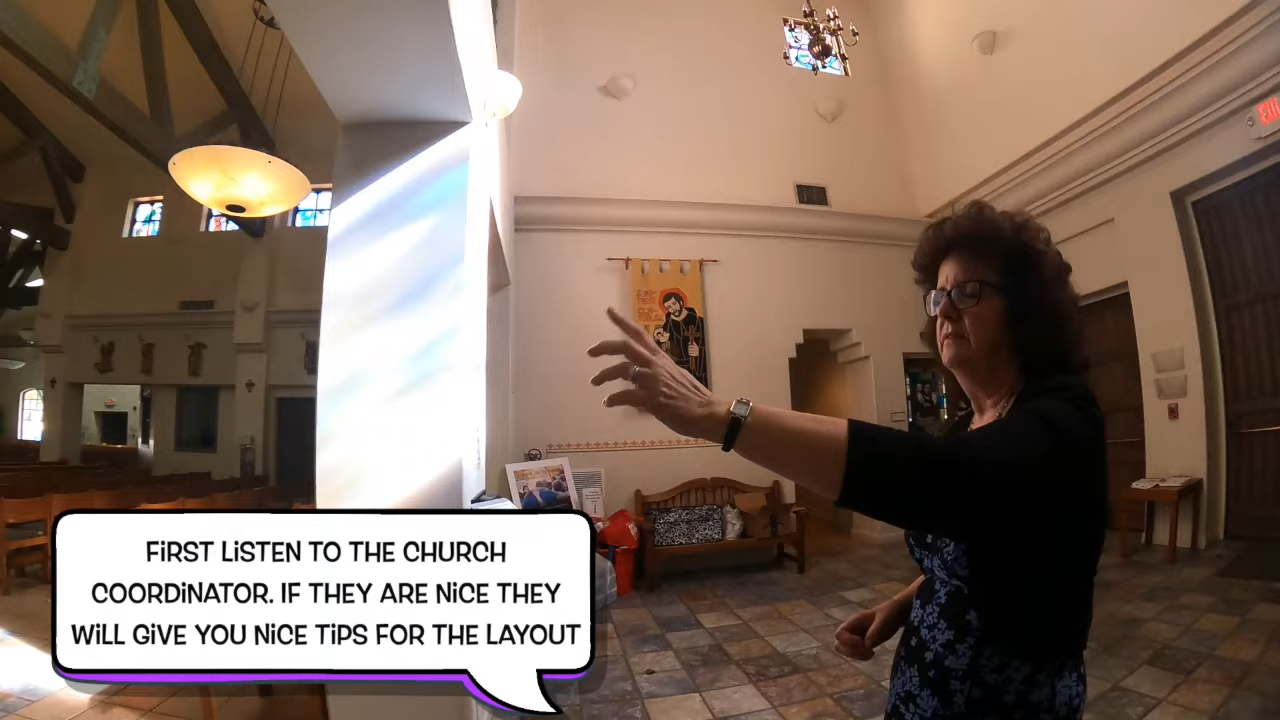 FIRST LISTEN TO THE CHURCH
COORDINATOR. IF THEY ARE NICE THEY
WILL GIVE YOU NICE TIPS FOR THE LAYOUT